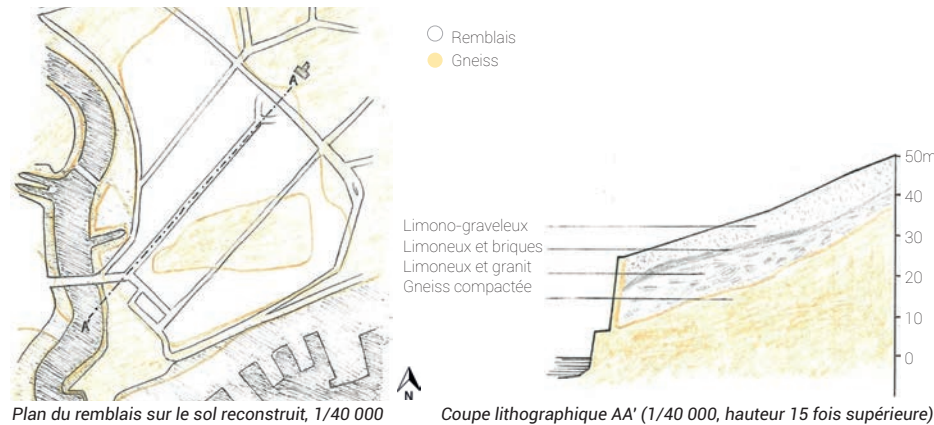 Remblais
Gneiss
A
A'
N
Plan du remblais sur le sol reconstruit, 1/40 000
Limono-graveleux
Limoneux et briques
Limoneux et granit
Gneiss compactée
50m
40
30
20
10
0
Coupe lithographique AA' (1/40 000, hauteur 15 fois supérieure)